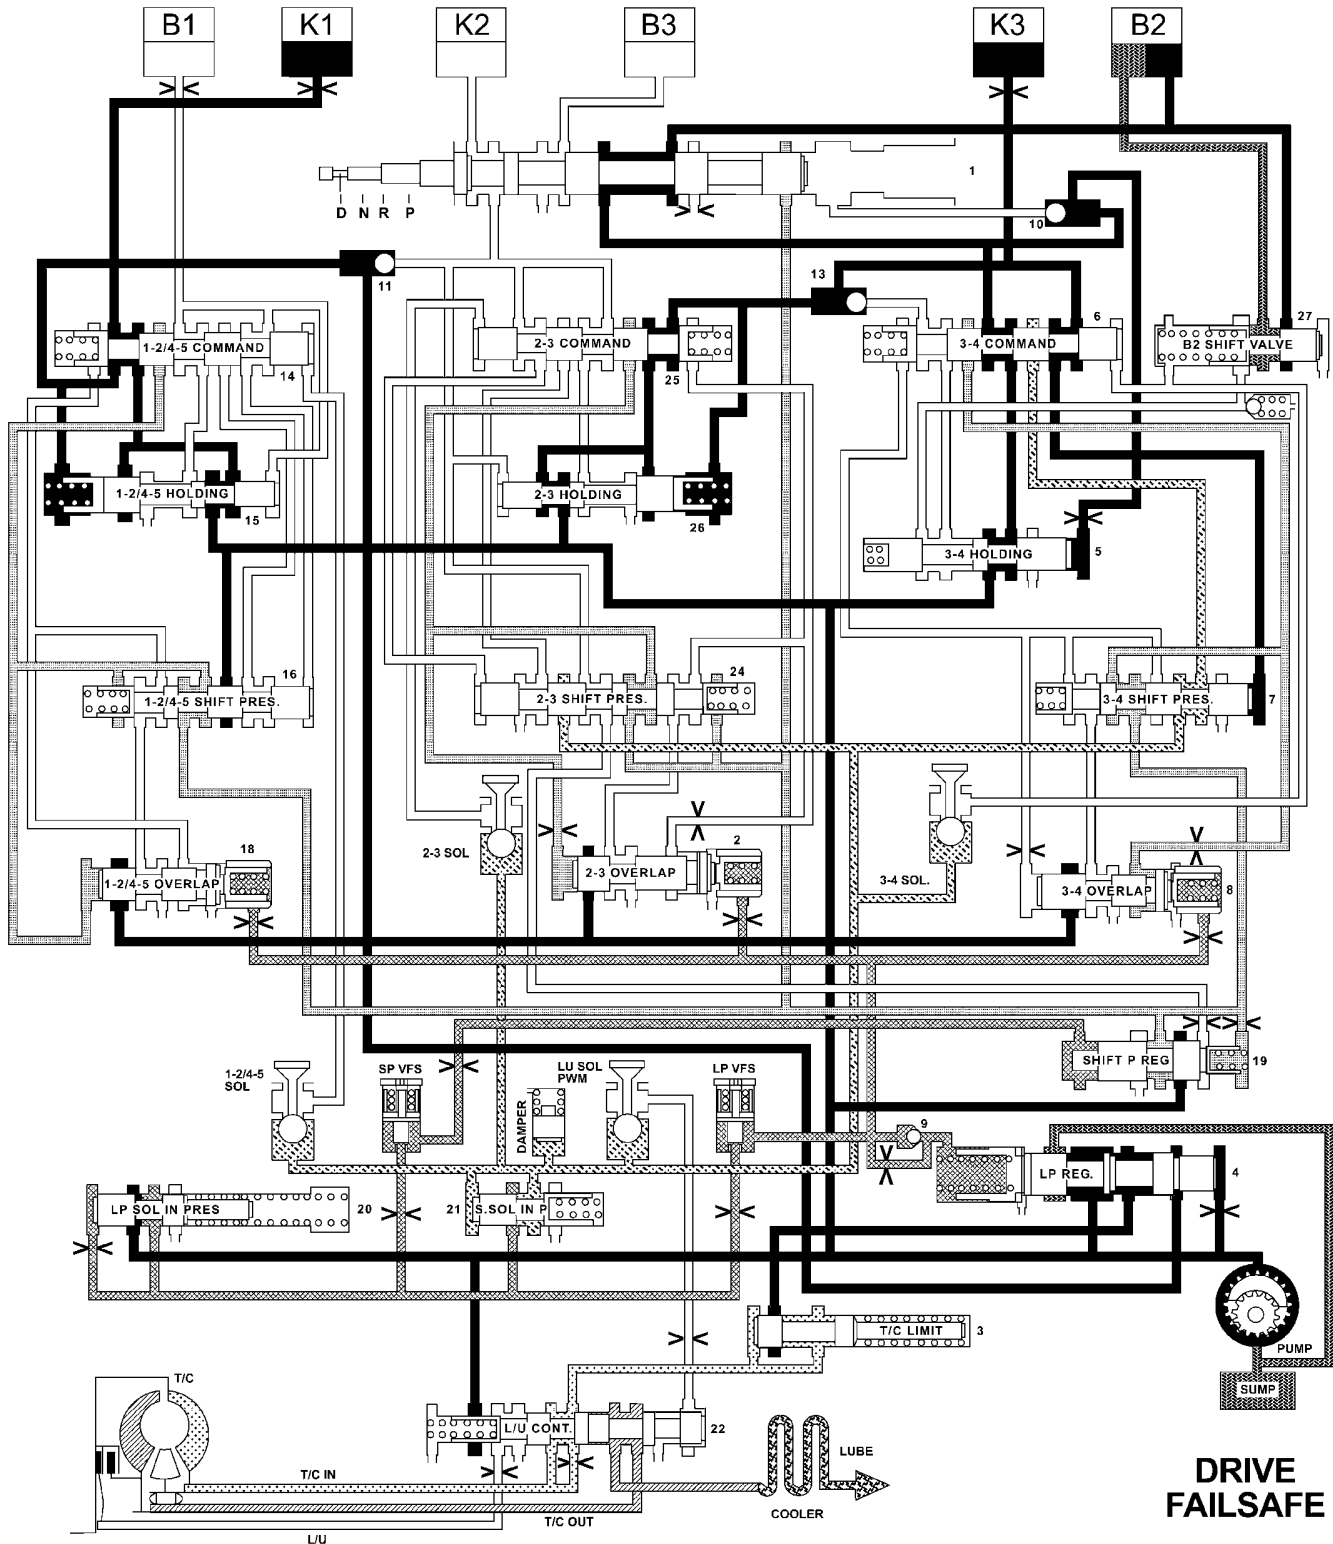 B1
K1
K2
B3
K3
B2
1
D N R P
10
11
13
6
27
1-2/4-5 COMMAND
2-3 COMMAND
3-4 COMMAND
B2 SHIFT VALVE
14
25
1-2/4-5 HOLDING
2-3 HOLDING
15
26
3-4 HOLDING
5
16
24
1-2/4-5 SHIFT PRES.
2-3 SHIFT PRES.
3-4 SHIFT PRES.
7
2-3 SOL
18
2
1-2/4-5 OVERLAP
2-3 OVERLAP
3-4 SOL.
3-4 OVERLAP
8
SHIFT P REG
19
1-2/4-5
SOL
SP VFS
DAMPER
LU SOL
PWM
LP VFS
9
LP REG.
4
LP SOL IN PRES
20
21
S.SOL IN P
T/C LIMIT
3
PUMP
SUMP
T/C
L/U CONT.
22
LUBE
T/C IN
COOLER
T/C OUT
L/U
DRIVE
FAILSAFE